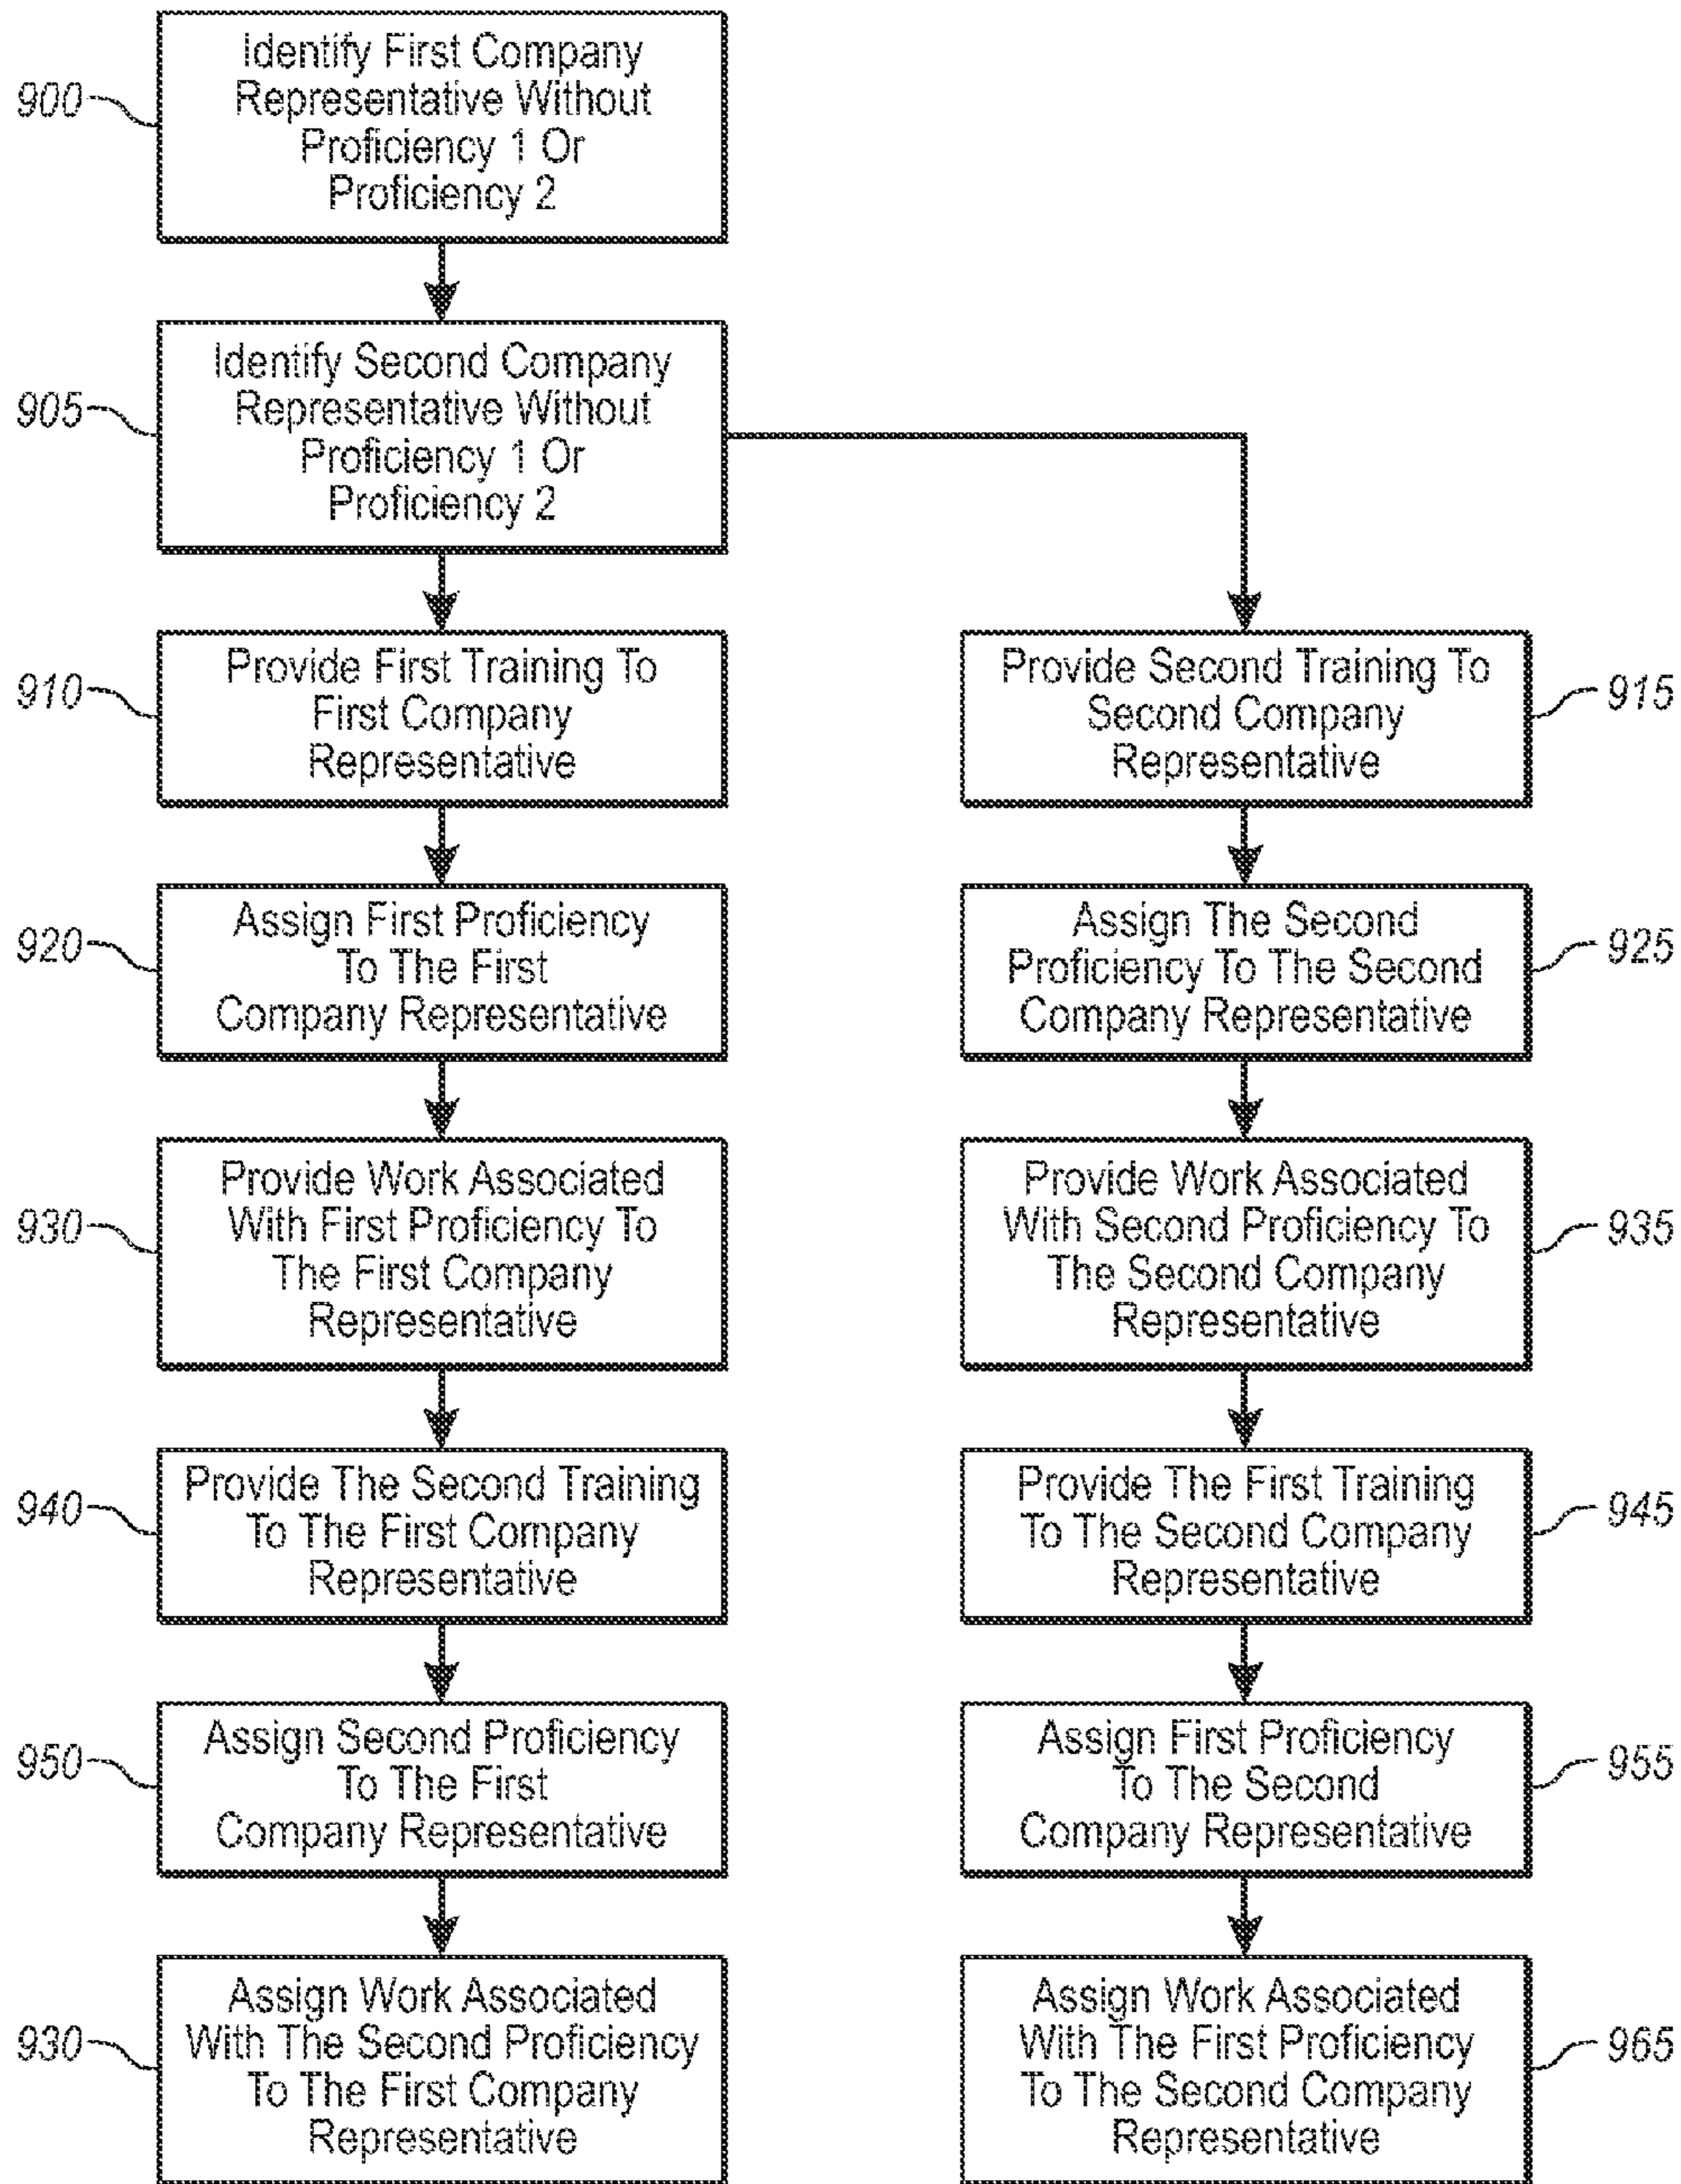 900
Identify First Company
Representative Without
Proficiency 1 Or
Proficiency 2
905
Identify Second Company
Representative Without
Proficiency 1 Or
Proficiency 2
910
Provide First Training To
First Company
Representative
Provide Second Training To
Second Company
Representative
915
920
Assign First Proficiency
To The First
Company Representative
Assign The Second
Proficiency To The Second
Company Representative
925
930
Provide Work Associated
With First Proficiency To
The First Company
Representative
Provide Work Associated
With Second Proficiency To
The Second Company
Representative
935
940
Provide The Second Training
To The First Company
Representative
Provide The First Training
To The Second Company
Representative
945
950
Assign Second Proficiency
To The First
Company Representative
Assign First Proficiency
To The Second
Company Representative
955
930
Assign Work Associated
With The Second Proficiency
To The First Company
Representative
Assign Work Associated
With The First Proficiency
To The Second Company
Representative
965